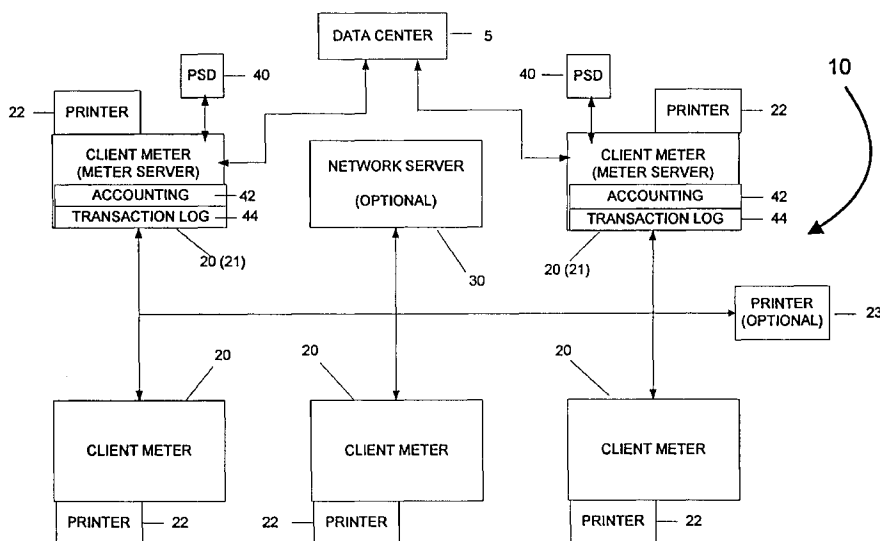 DATA CENTER
5
PSD
40
40
PSD
10
22
PRINTER
PRINTER
22
CLIENT METER
(METER SERVER)
NETWORK SERVER
(OPTIONAL)
CLIENT METER
(METER SERVER)
ACCOUNTING
42
ACCOUNTING
42
TRANSACTION LOG
44
TRANSACTION LOG
44
20 (21)
30
20 (21)
PRINTER
(OPTIONAL)
23
20
20
20
CLIENT METER
CLIENT METER
CLIENT METER
PRINTER
22
22
PRINTER
PRINTER
22